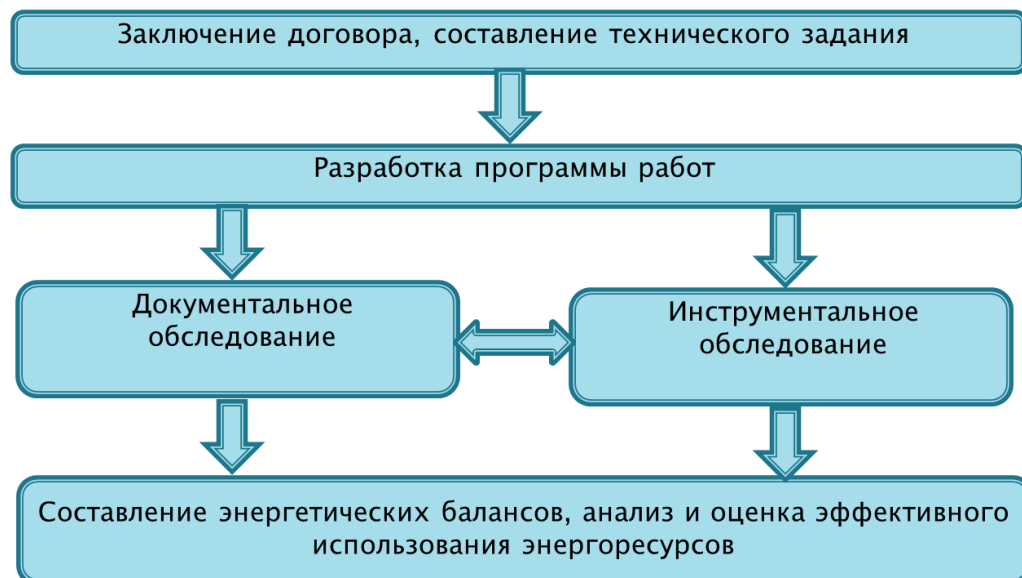 Заключение договора, составление технического задания
Разработка программы работ
Документальное
обследование
Инструментальное
обследование
Составление энергетических балансов, анализ и оценка эффективного
использования энергоресурсов